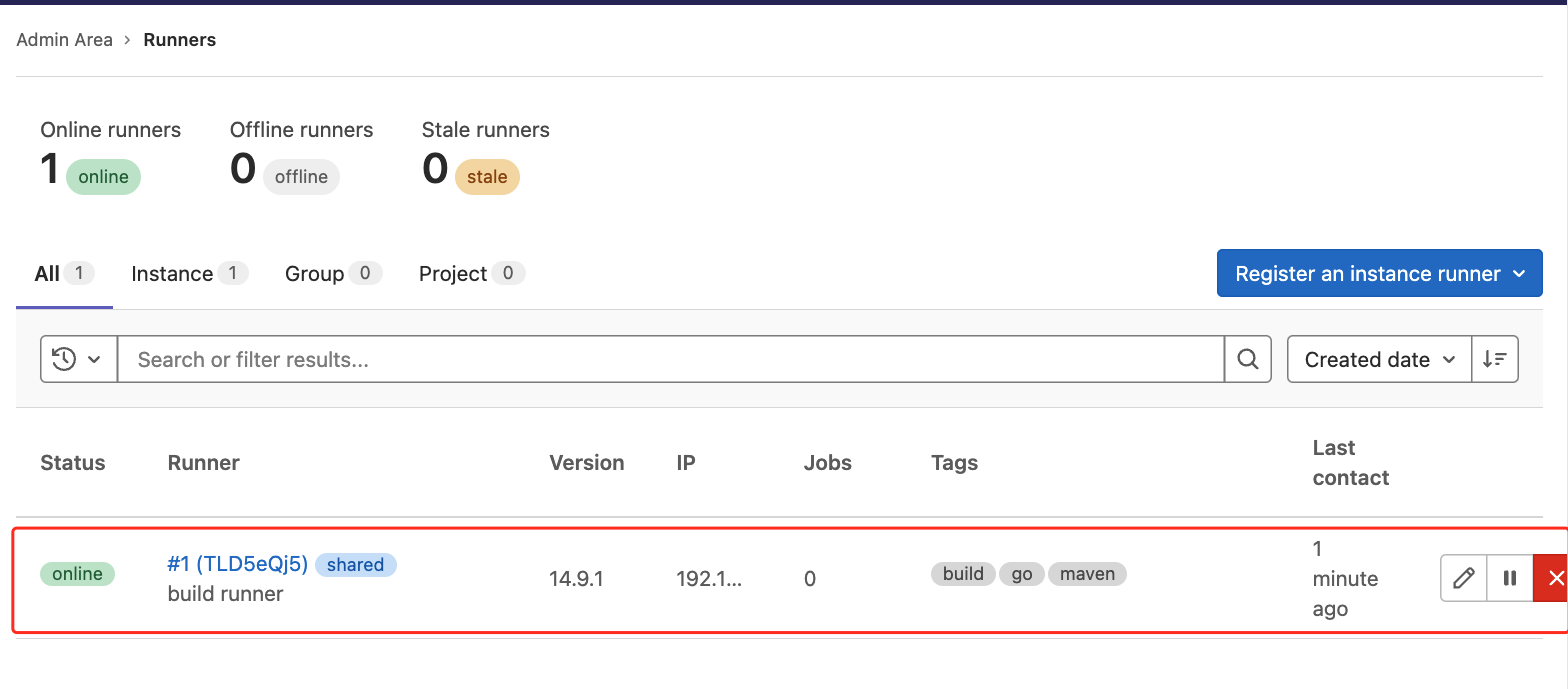 Admin Area › Runners
Online runners Offline runners Stale runners
1 online 0 offline 0 stale
All 1 Instance 1 Group 0 Project 0 Register an instance runner
Search or filter results... Created date
Status Runner Version IP Jobs Tags Last contact
online #1 (TLD5eQj5) shared 14.9.1 192.1... 0 build go maven 1 minute ago
build runner